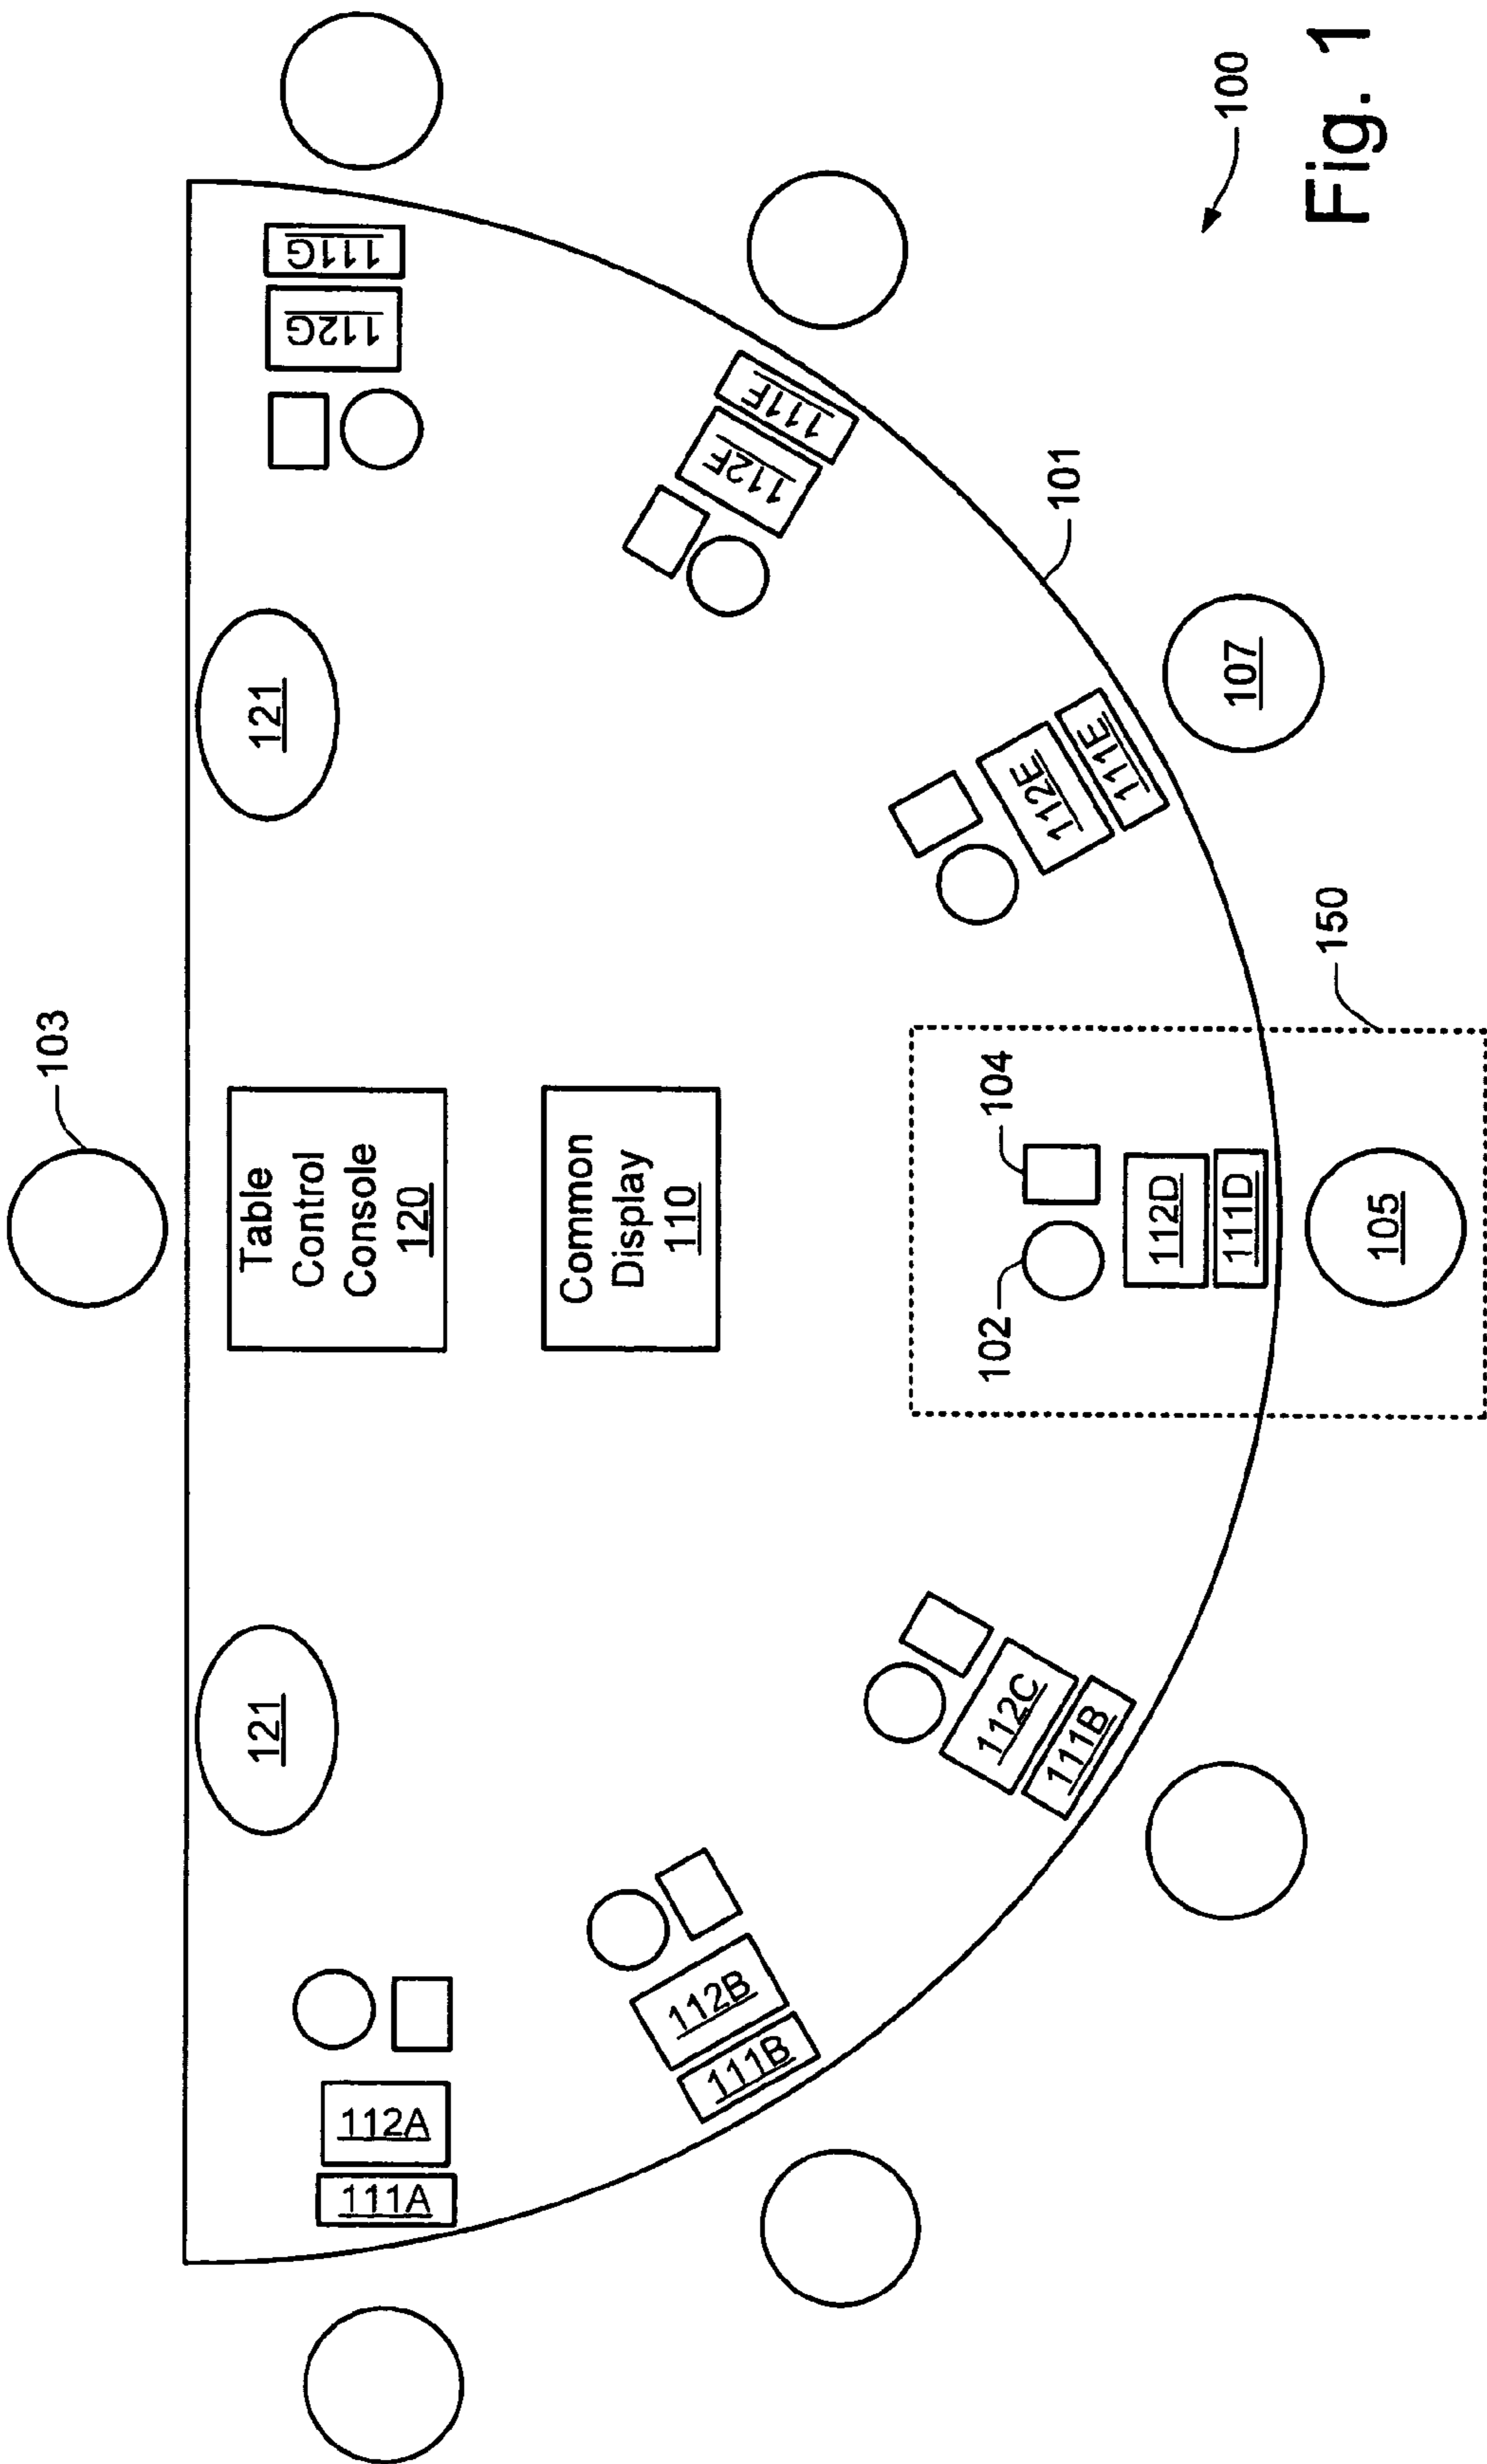 103
Table
Control
Console
120
121
121
Common
Display
110
111A
112A
112G
111G
112B
111B
112F
111F
112C
111B
112E
111E
101
102
104
112D
111D
107
105
150
100
Fig. 1